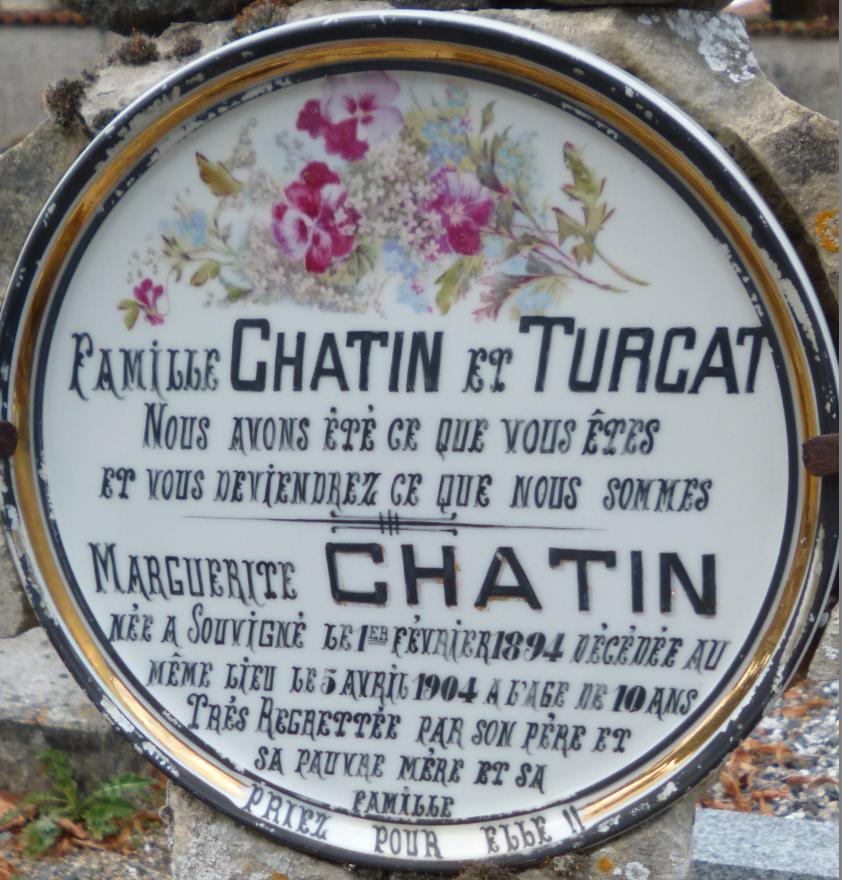 FAMILLE CHATIN ET TURCAT
NOUS AVONS ÉTÉ CE QUE VOUS ÊTES
ET VOUS DEVIENDREZ CE QUE NOUS SOMMES
MARGUERITE CHATIN
NÉE A SOUVIGNÉ LE 1ER FÉVRIER 1894 DÉCÉDÉE AU
MÊME LIEU LE 5 AVRIL 1904 A L'AGE DE 10 ANS
TRÉS REGRETTÉE PAR SON PÈRE ET
SA PAUVRE MÈRE ET SA
FAMILLE
PRIEZ POUR ELLE !!